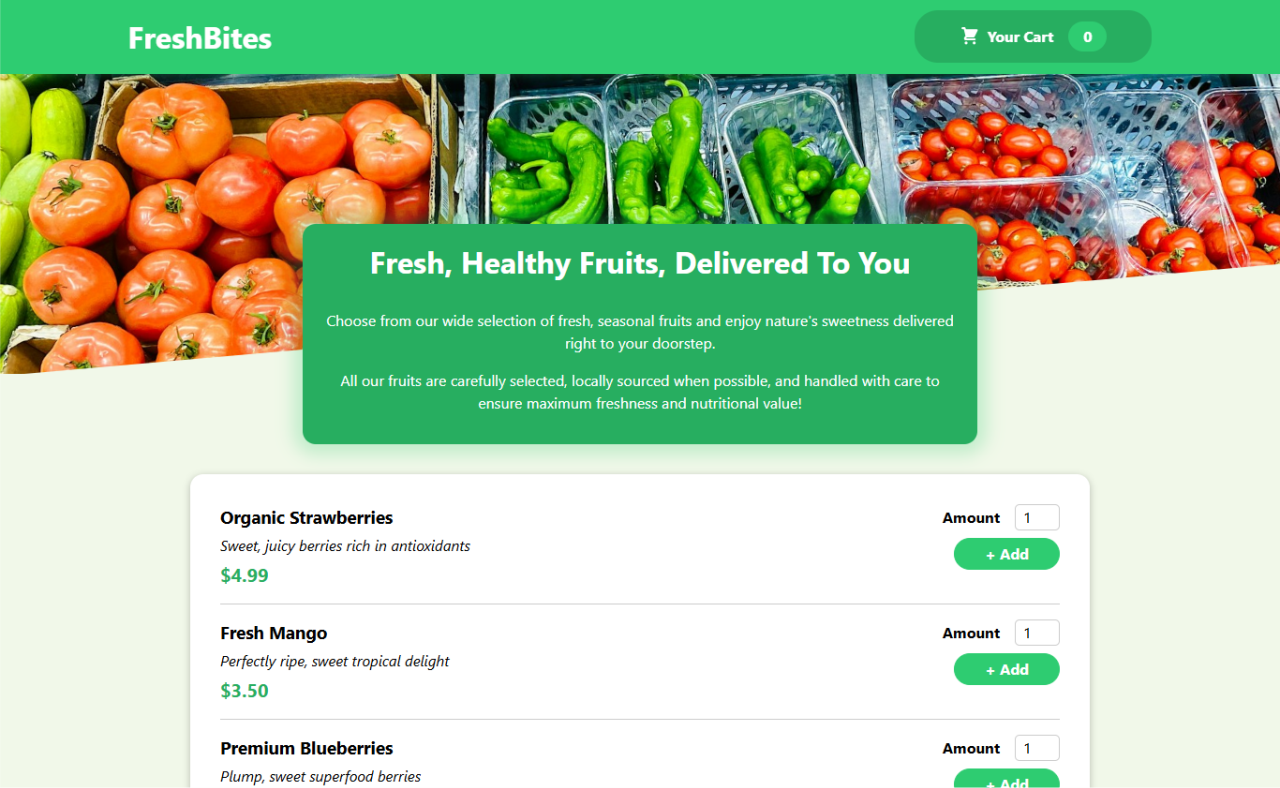 FreshBites
Your Cart 0
Fresh, Healthy Fruits, Delivered To You
Choose from our wide selection of fresh, seasonal fruits and enjoy nature's sweetness delivered
right to your doorstep.
All our fruits are carefully selected, locally sourced when possible, and handled with care to
ensure maximum freshness and nutritional value!
Organic Strawberries
Amount 1
Sweet, juicy berries rich in antioxidants
+ Add
$4.99
Fresh Mango
Amount 1
Perfectly ripe, sweet tropical delight
+ Add
$3.50
Premium Blueberries
Amount 1
Plump, sweet superfood berries
+ Add